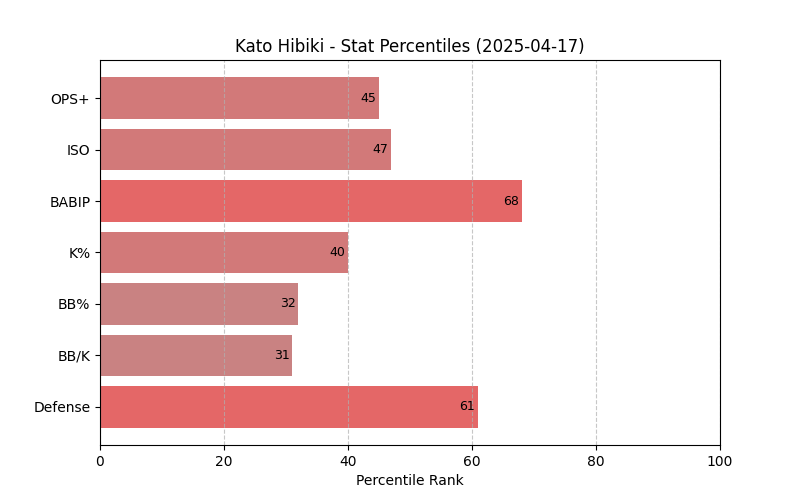 Kato Hibiki - Stat Percentiles (2025-04-17)
OPS+ 45
ISO 47
BABIP 68
K% 40
BB% 32
BB/K 31
Defense 61
0 20 40 60 80 100
Percentile Rank